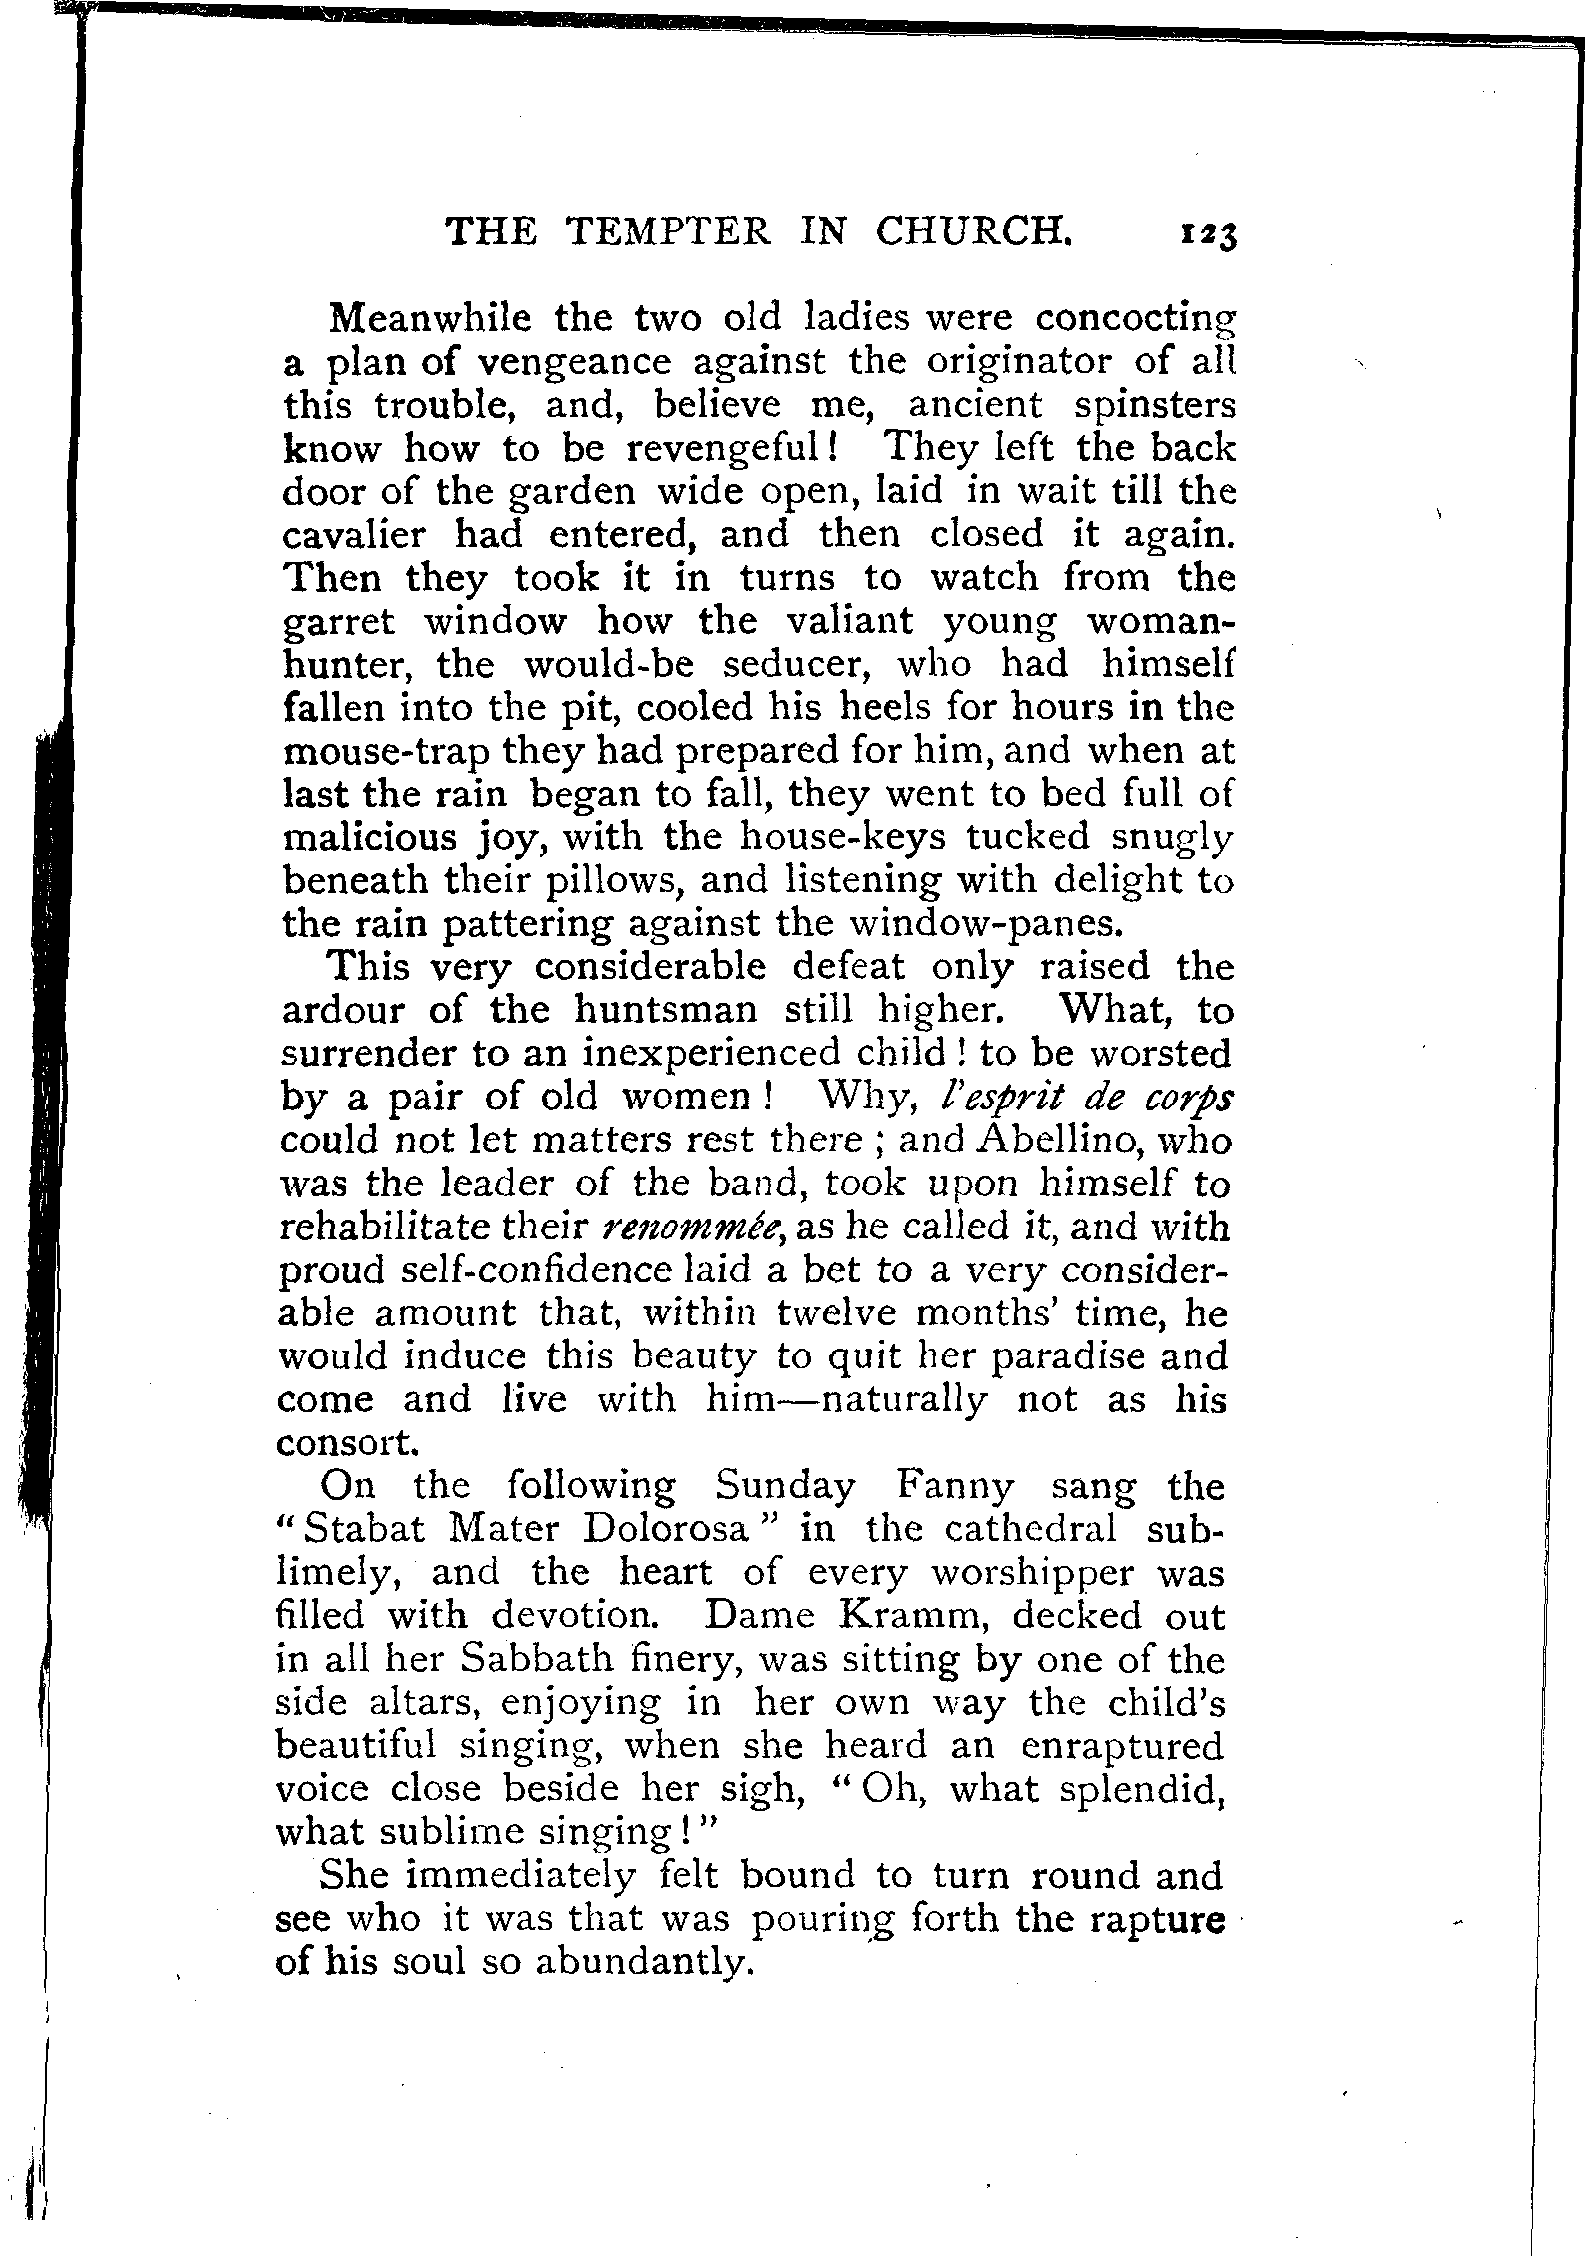 THE TEMPTER IN CHURCH. 123
Meanwhile the two old ladies were concocting
a plan of vengeance against the originator of all
this trouble, and, believe me, ancient spinsters
know how to be revengeful! They left the back
door of the garden wide open, laid in wait till the
cavalier had entered, and then closed it again.
Then they took it in turns to watch from the
garret window how the valiant young woman-
hunter, the would-be seducer, who had himself
fallen into the pit, cooled his heels for hours in the
mouse-trap they had prepared for him, and when at
last the rain began to fall, they went to bed full of
malicious joy, with the house-keys tucked snugly
beneath their pillows, and listening with delight to
the rain pattering against the window-panes.
This very considerable defeat only raised the
ardour of the huntsman still higher. What, to
surrender to an inexperienced child! to be worsted
by a pair of old women! Why, l'esprit de corps
could not let matters rest there; and Abellino, who
was the leader of the band, took upon himself to
rehabilitate their renommée, as he called it, and with
proud self-confidence laid a bet to a very consider-
able amount that, within twelve months' time, he
would induce this beauty to quit her paradise and
come and live with him—naturally not as his
consort.
On the following Sunday Fanny sang the
"Stabat Mater Dolorosa" in the cathedral sub-
limely, and the heart of every worshipper was
filled with devotion. Dame Kramm, decked out
in all her Sabbath finery, was sitting by one of the
side altars, enjoying in her own way the child's
beautiful singing, when she heard an enraptured
voice close beside her sigh, "Oh, what splendid,
what sublime singing!"
She immediately felt bound to turn round and
see who it was that was pouring forth the rapture
of his soul so abundantly.